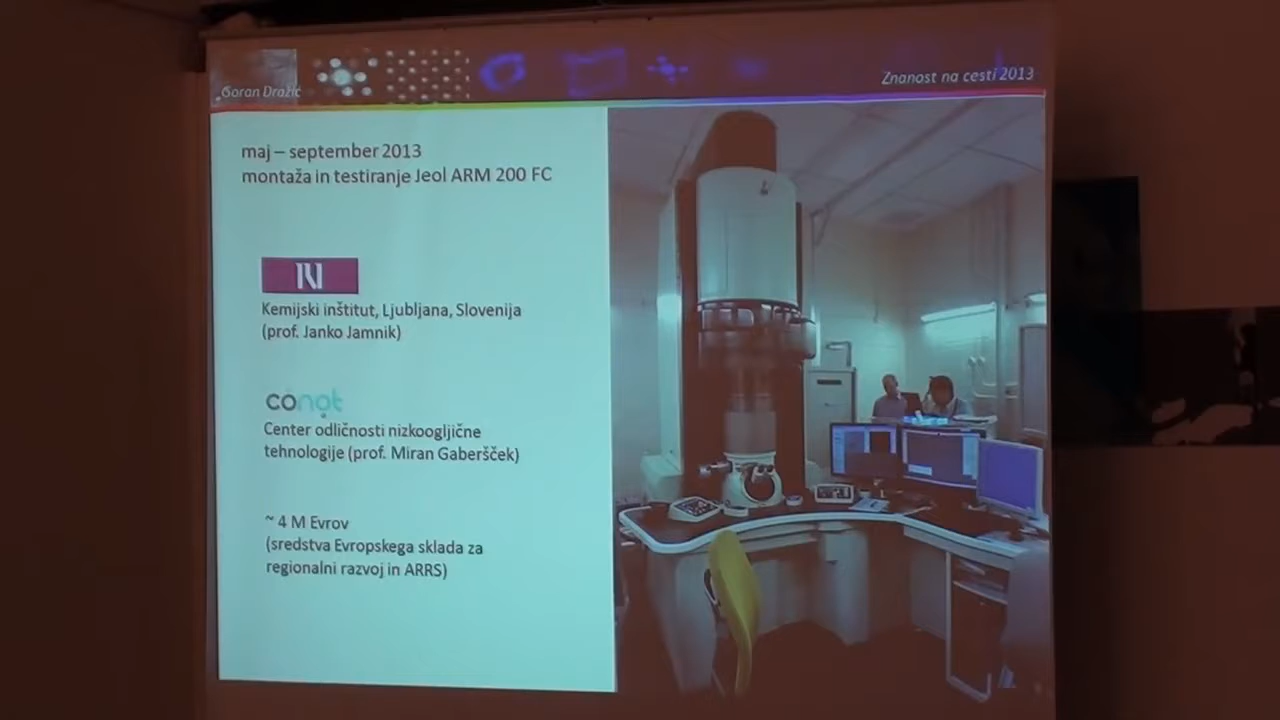 Goran Dražić
Znanost na cesti 2013
maj – september 2013
montaža in testiranje Jeol ARM 200 FC
Kemijski inštitut, Ljubljana, Slovenija
(prof. Janko Jamnik)
conot
Center odličnosti nizkoogljične
tehnologije (prof. Miran Gaberšček)
~ 4 M Evrov
(sredstva Evropskega sklada za
regionalni razvoj in ARRS)